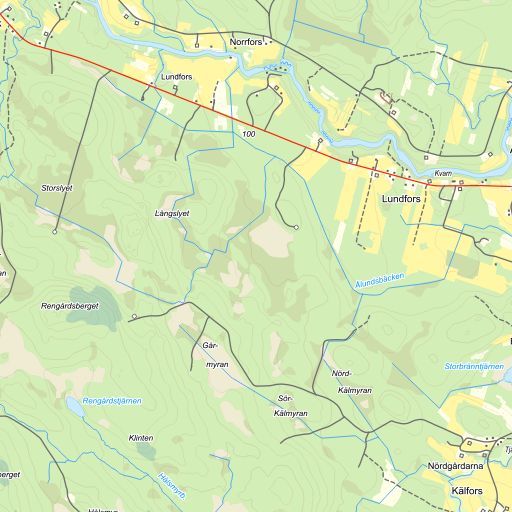 Norrfors
Lundfors
100
Kvarn
Storslyet
Långslyet
Lundfors
Ålundsbäcken
Rengårdsberget
Går-
myran
Storbränntjärnen
Nörd-
Kälmyran
Rengårdstjärnen
Sör-
Kälmyran
Klinten
Nördgårdarna
Kälfors